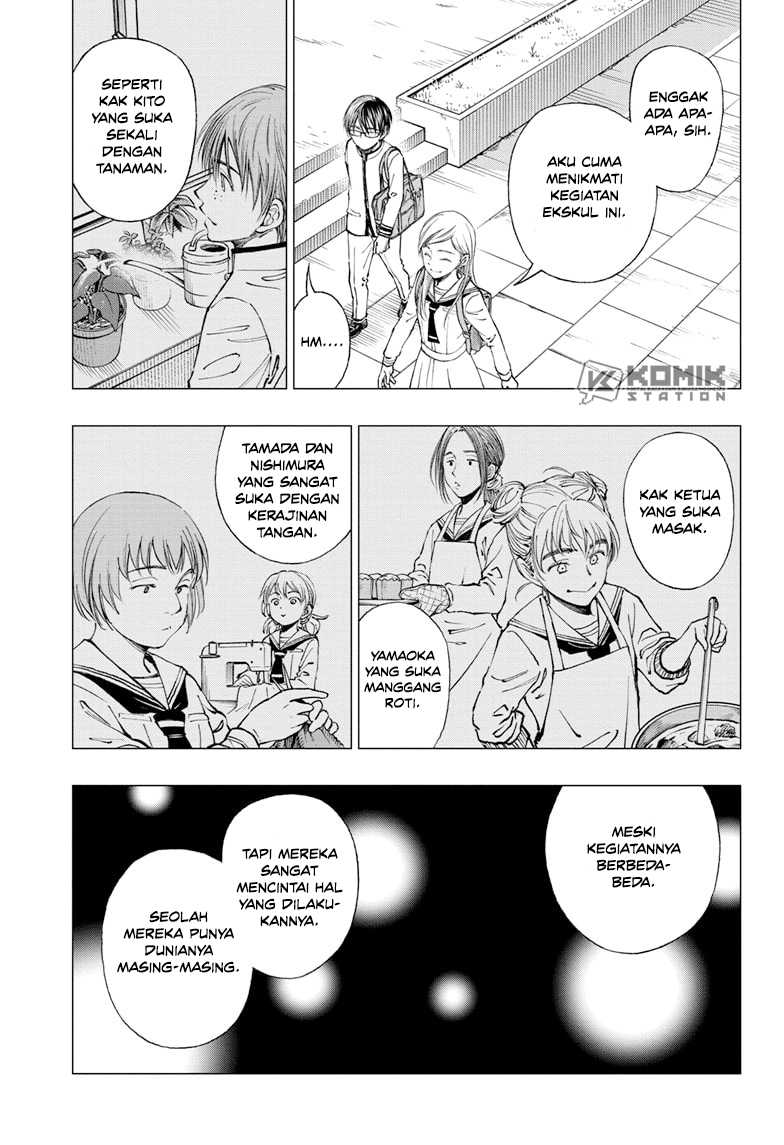 ENGGAK
ADA APA-
APA, SIH.
AKU CUMA
MENIKMATI
KEGIATAN
EKSKUL INI.
HM....
SEPERTI
KAK KITO
YANG SUKA
SEKALI
DENGAN
TANAMAN.
KOMIK
STATION
KAK KETUA
YANG SUKA
MASAK.
YAMAOKA
YANG SUKA
MANGGANG
ROTI.
TAMADA DAN
NISHIMURA
YANG SANGAT
SUKA DENGAN
KERAJINAN
TANGAN.
MESKI
KEGIATANNYA
BERBEDA-
BEDA.
TAPI MEREKA
SANGAT
MENCINTAI HAL
YANG DILAKU-
KANNYA.
SEOLAH
MEREKA PUNYA
DUNIANYA
MASING-MASING.